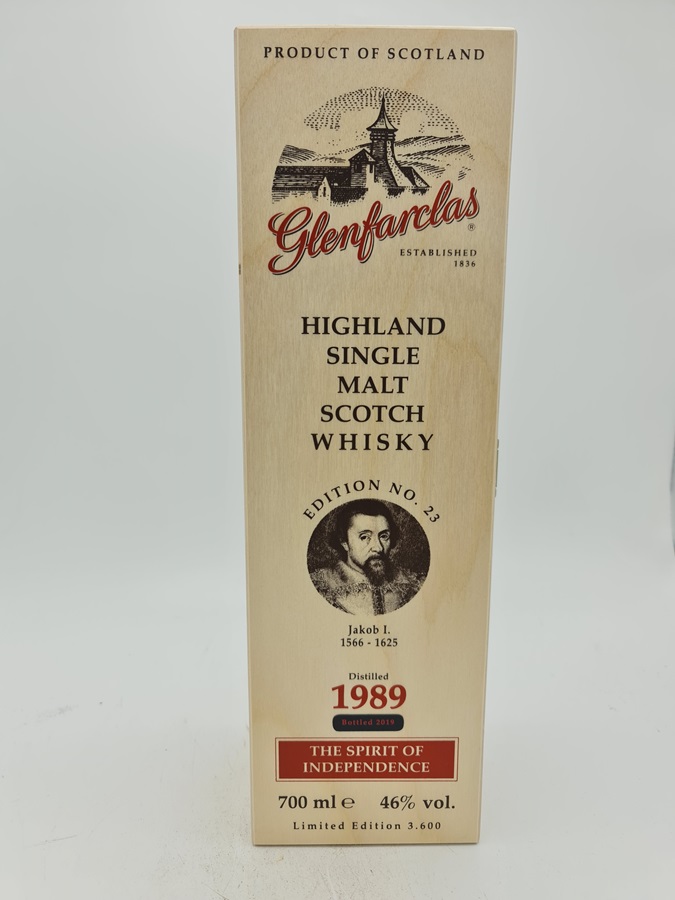 PRODUCT OF SCOTLAND
Glenfarclas®
ESTABLISHED
1836
HIGHLAND
SINGLE
MALT
SCOTCH
WHISKY
EDITION NO. 23
Jakob I.
1566 - 1625
Distilled
1989
Bottled 2019
THE SPIRIT OF
INDEPENDENCE
700 ml ℮ 46% vol.
Limited Edition 3.600